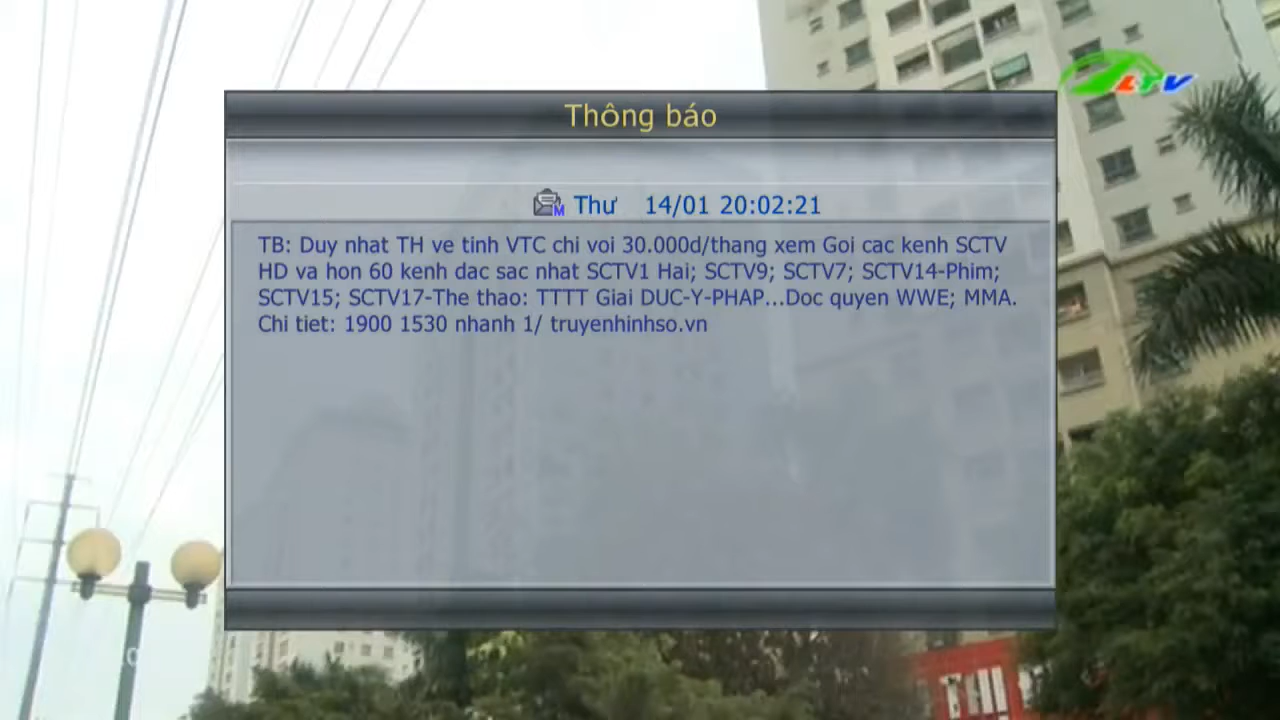 LTV
Thông báo
Thư 14/01 20:02:21
TB: Duy nhat TH ve tinh VTC chi voi 30.000d/thang xem Goi cac kenh SCTV
HD va hon 60 kenh dac sac nhat SCTV1 Hai; SCTV9; SCTV7; SCTV14-Phim;
SCTV15; SCTV17-The thao: TTTT Giai DUC-Y-PHAP...Doc quyen WWE; MMA.
Chi tiet: 1900 1530 nhanh 1/ truyenhinhso.vn